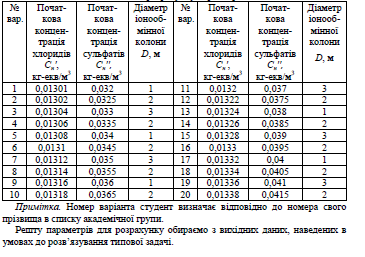 № вар. | Почат-кова концен-трація хлоридів Cн', кг-екв/м³ | Почат-кова концен-трація сульфатів Cн'', кг-екв/м³ | Діаметр іонооб-мінної колони D, м | № вар. | Почат-кова концен-трація хлоридів Cн', кг-екв/м³ | Почат-кова концен-трація сульфатів Cн'', кг-екв/м³ | Діаметр іонооб-мінної колони D, м
1 | 0,01301 | 0,032 | 1 | 11 | 0,0132 | 0,037 | 3
2 | 0,01302 | 0,0325 | 2 | 12 | 0,01322 | 0,0375 | 2
3 | 0,01304 | 0,033 | 3 | 13 | 0,01324 | 0,038 | 1
4 | 0,01306 | 0,0335 | 2 | 14 | 0,01326 | 0,0385 | 2
5 | 0,01308 | 0,034 | 1 | 15 | 0,01328 | 0,039 | 3
6 | 0,0131 | 0,0345 | 2 | 16 | 0,0133 | 0,0395 | 2
7 | 0,01312 | 0,035 | 3 | 17 | 0,01332 | 0,04 | 1
8 | 0,01314 | 0,0355 | 2 | 18 | 0,01334 | 0,0405 | 2
9 | 0,01316 | 0,036 | 1 | 19 | 0,01336 | 0,041 | 3
10 | 0,01318 | 0,0365 | 2 | 20 | 0,01338 | 0,0415 | 2
Примітка. Номер варіанта студент визначає відповідно до номера свого
прізвища в списку академічної групи.
Решту параметрів для розрахунку обираємо з вихідних даних, наведених в
умовах до розв'язування типової задачі.